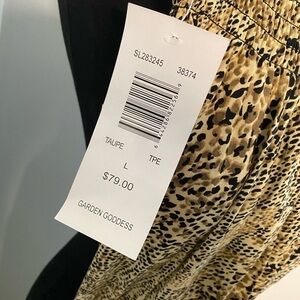 SL283245 38374
TAUPE TPE
L
$79.00
GARDEN GODDESS